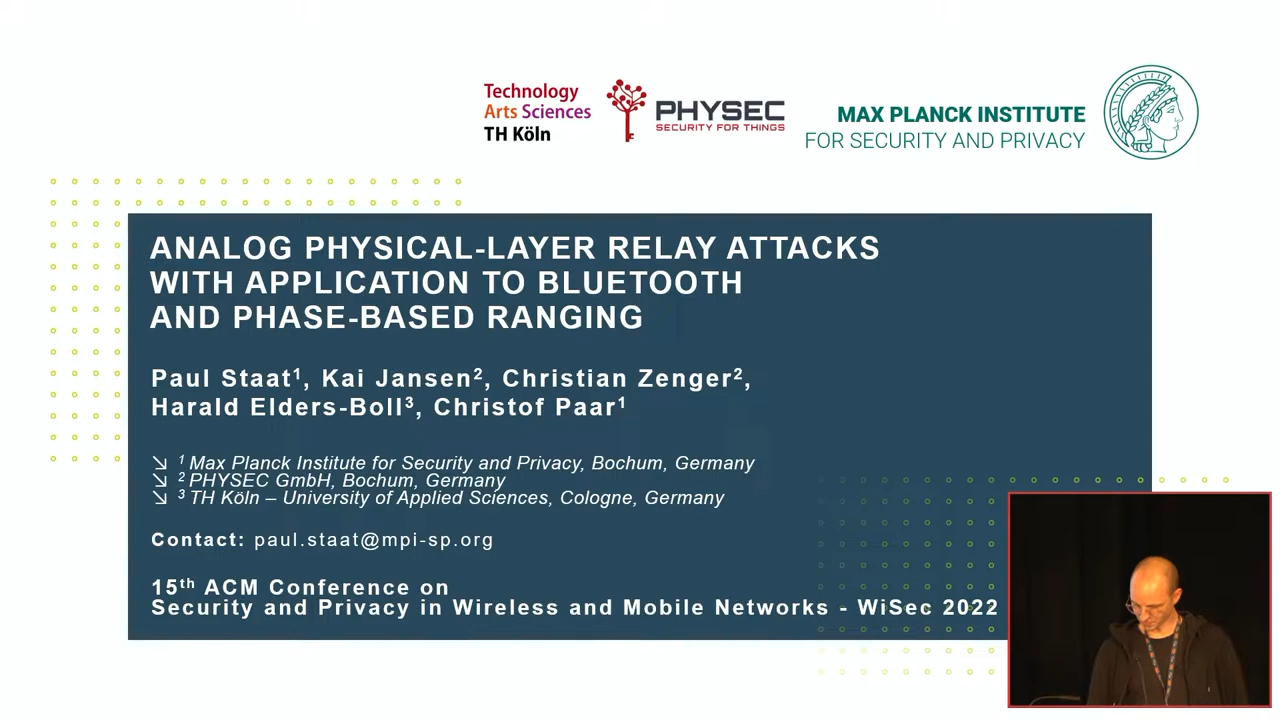 Technology
Arts Sciences
TH Köln
PHYSEC
SECURITY FOR THINGS
MAX PLANCK INSTITUTE
FOR SECURITY AND PRIVACY
ANALOG PHYSICAL-LAYER RELAY ATTACKS
WITH APPLICATION TO BLUETOOTH
AND PHASE-BASED RANGING
Paul Staat¹, Kai Jansen², Christian Zenger²,
Harald Elders-Boll³, Christof Paar¹
↘ ¹ Max Planck Institute for Security and Privacy, Bochum, Germany
↘ ² PHYSEC GmbH, Bochum, Germany
↘ ³ TH Köln – University of Applied Sciences, Cologne, Germany
Contact: paul.staat@mpi-sp.org
15th ACM Conference on
Security and Privacy in Wireless and Mobile Networks - WiSec 2022